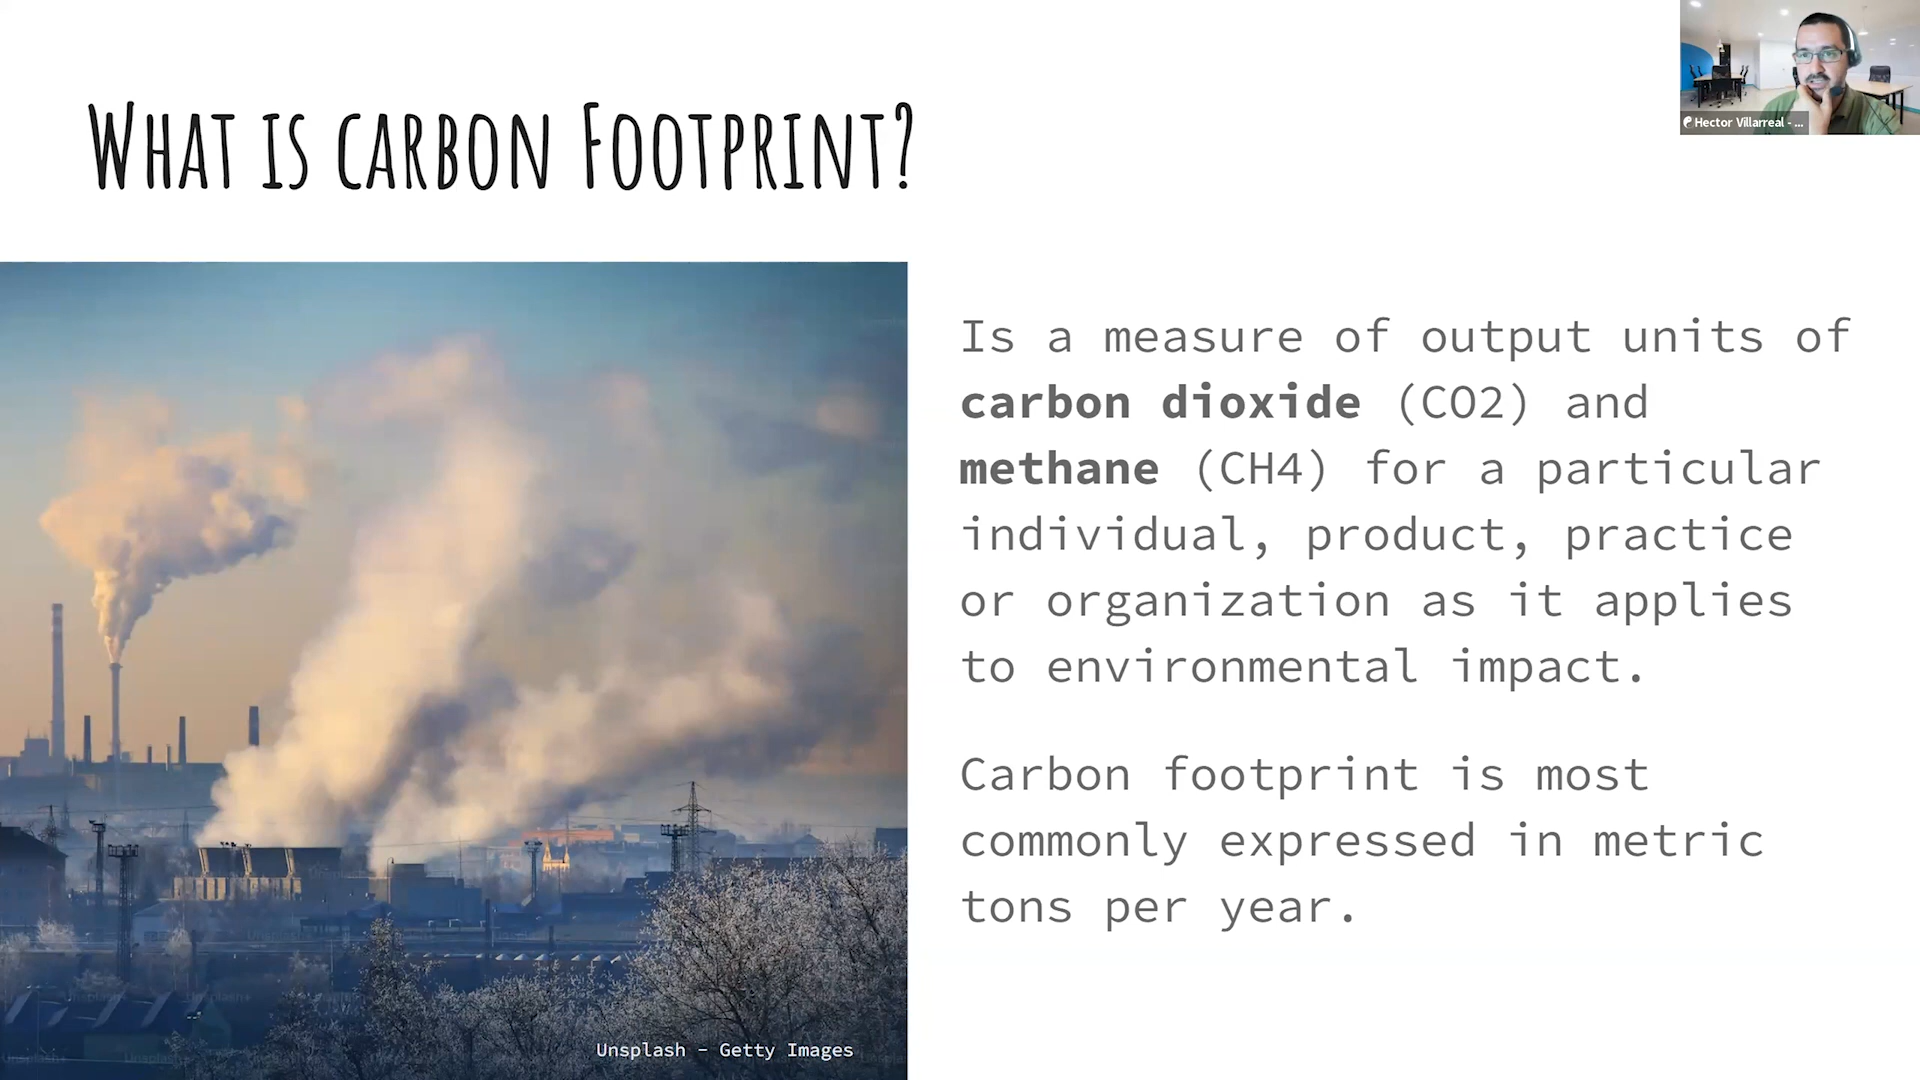 What is carbon Footprint?
Hector Villarreal - ...
Is a measure of output units of
carbon dioxide (CO2) and
methane (CH4) for a particular
individual, product, practice
or organization as it applies
to environmental impact.
Carbon footprint is most
commonly expressed in metric
tons per year.
Unsplash - Getty Images